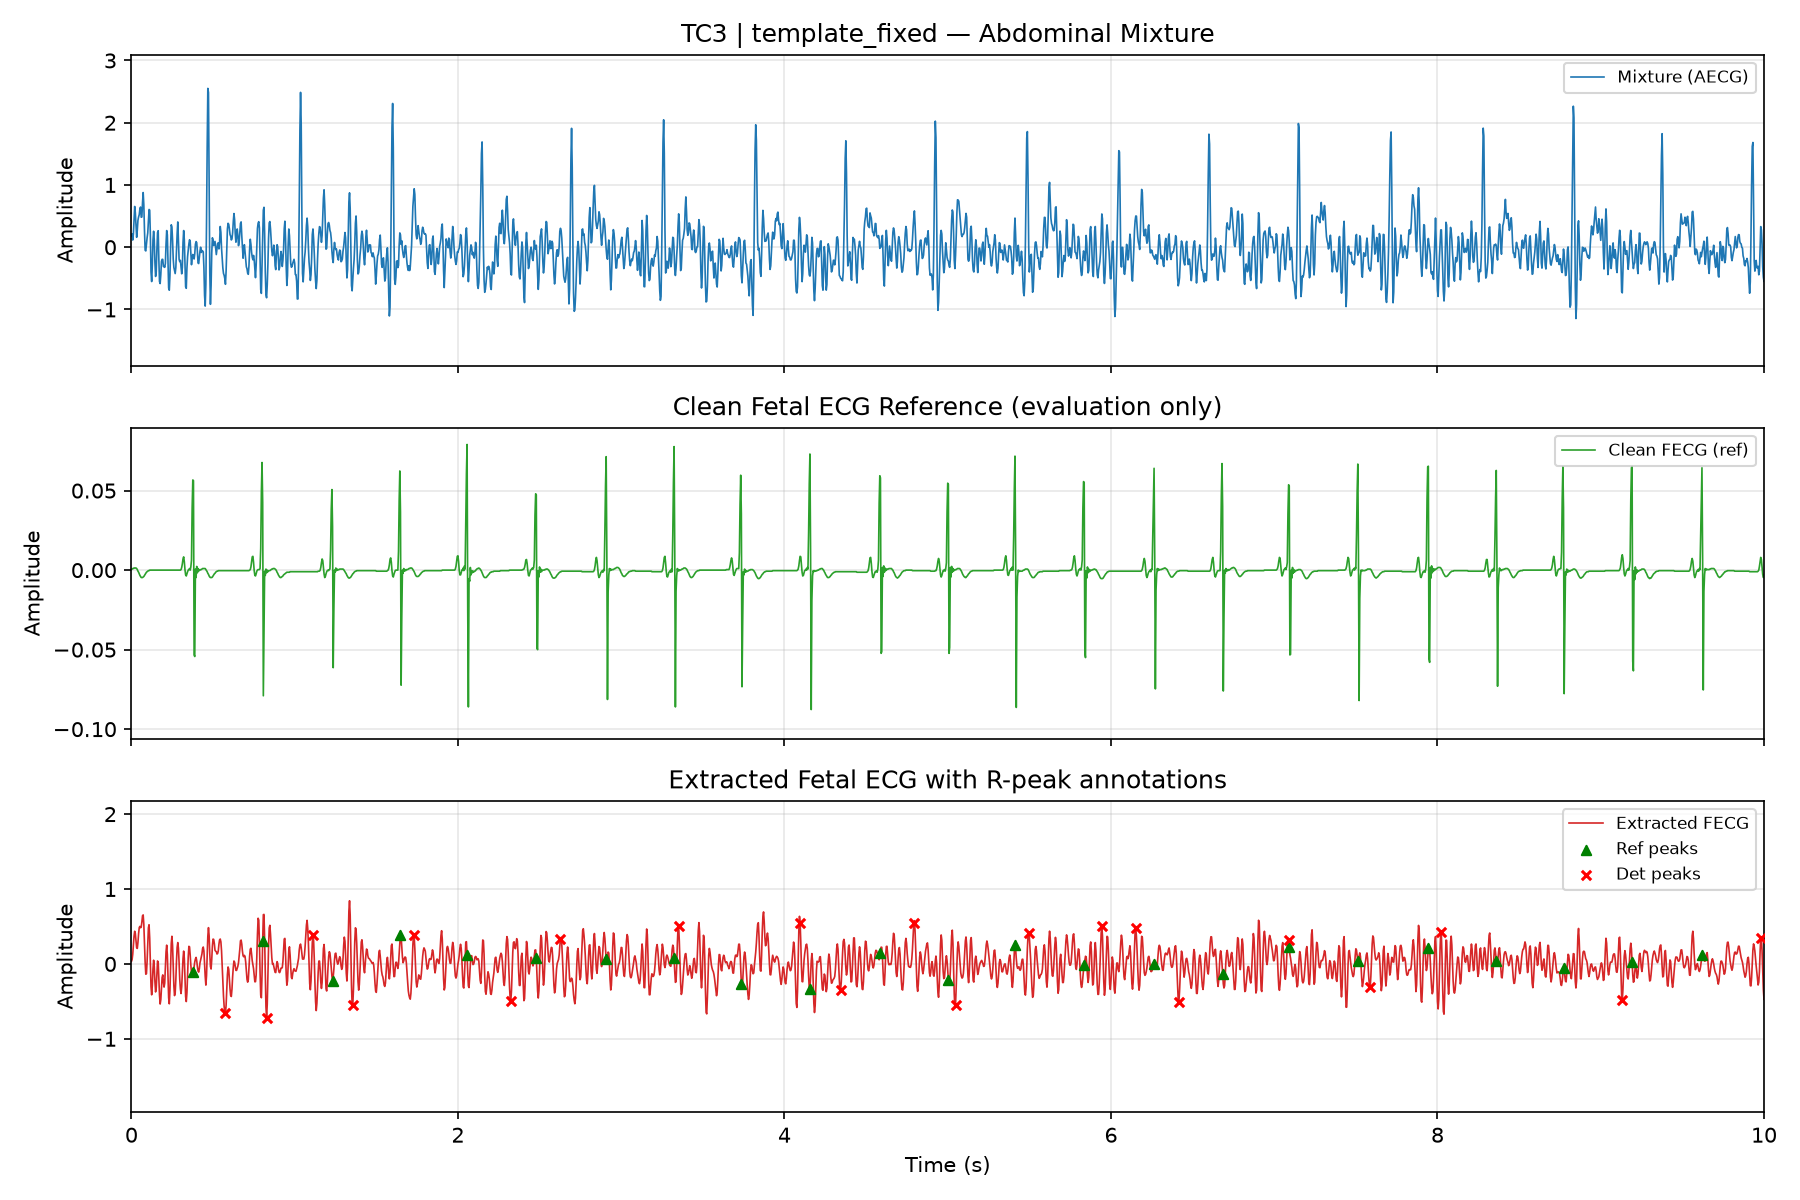 TC3 | template_fixed — Abdominal Mixture
3
2
1
0
−1
Amplitude
Mixture (AECG)
Clean Fetal ECG Reference (evaluation only)
0.05
0.00
−0.05
−0.10
Amplitude
Clean FECG (ref)
Extracted Fetal ECG with R-peak annotations
2
1
0
−1
Amplitude
Extracted FECG
Ref peaks
Det peaks
0 2 4 6 8 10
Time (s)